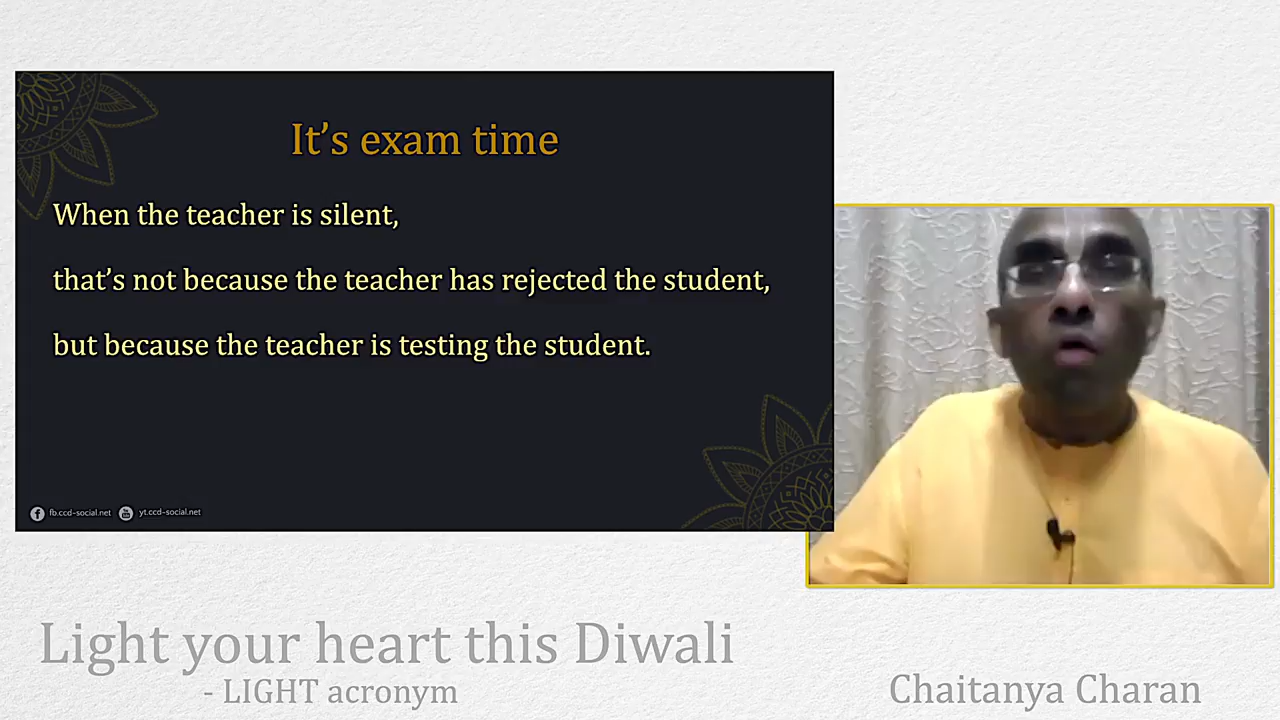 It’s exam time
When the teacher is silent,
that’s not because the teacher has rejected the student,
but because the teacher is testing the student.
fb.ccd-social.net yt.ccd-social.net
Light your heart this Diwali
- LIGHT acronym
Chaitanya Charan